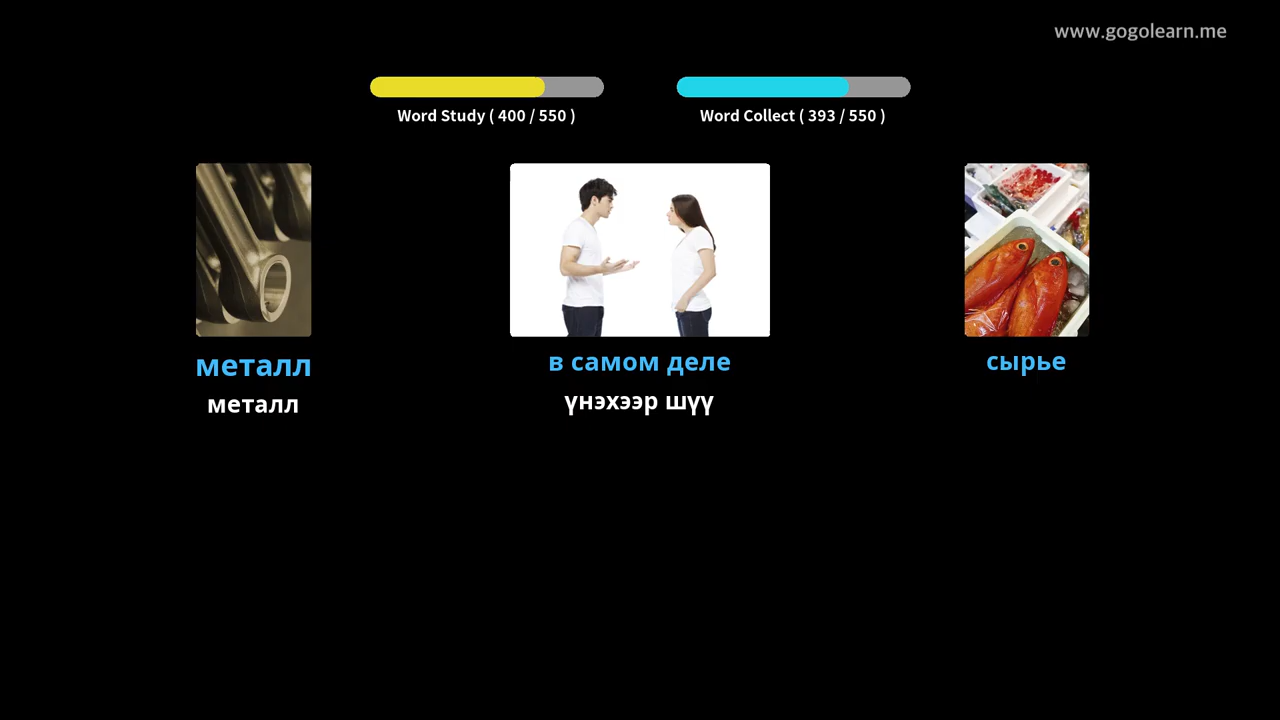 www.gogolearn.me
Word Study ( 400 / 550 )
Word Collect ( 393 / 550 )
металл
металл
в самом деле
үнэхээр шүү
сырье